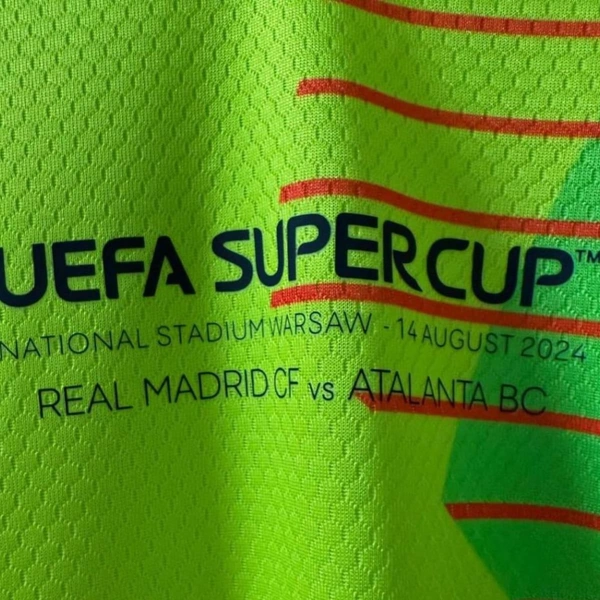 UEFA SUPERCUP™
NATIONAL STADIUM WARSAW - 14 AUGUST 2024
REAL MADRID CF vs ATALANTA BC